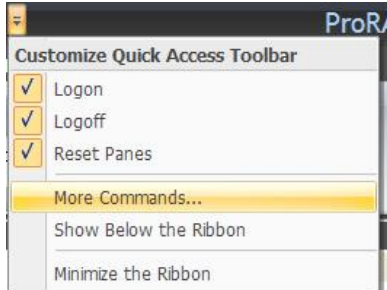 ProRA
Customize Quick Access Toolbar
Logon
Logoff
Reset Panes
More Commands...
Show Below the Ribbon
Minimize the Ribbon